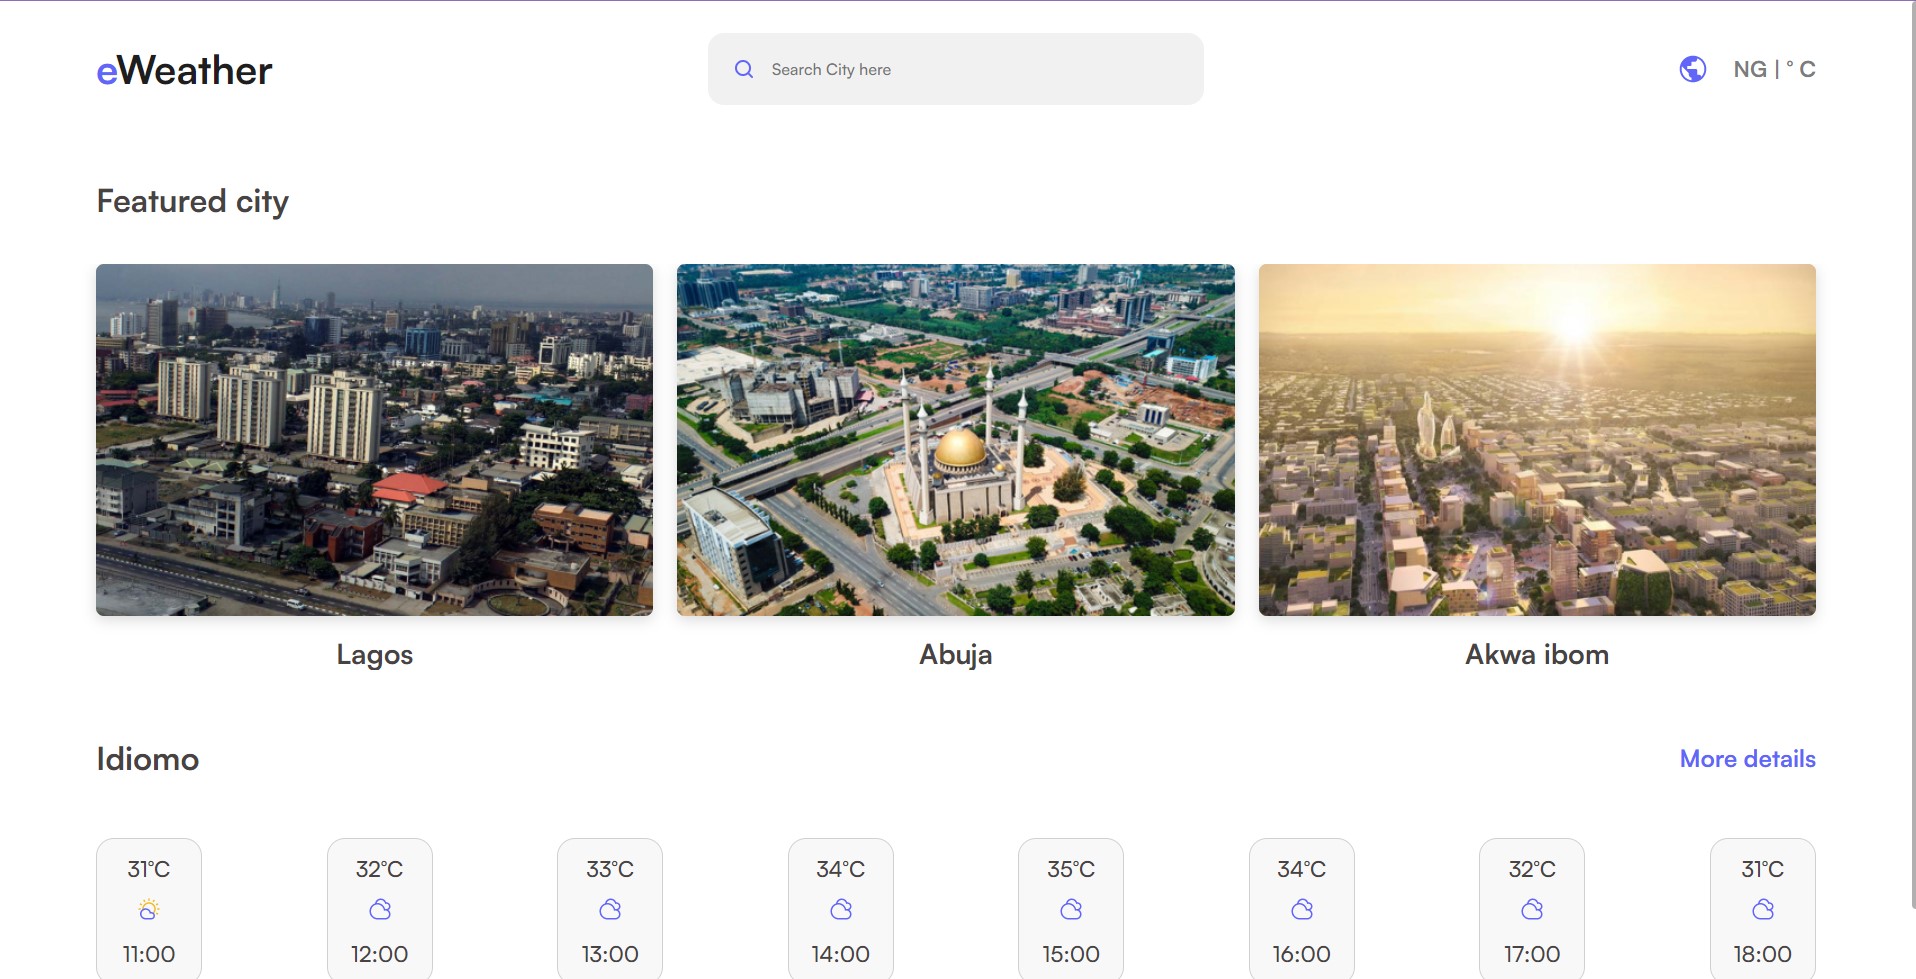 eWeather
Search City here
NG | ° C
Featured city
Lagos
Abuja
Akwa ibom
Idiomo
More details
31°C
11:00
32°C
12:00
33°C
13:00
34°C
14:00
35°C
15:00
34°C
16:00
32°C
17:00
31°C
18:00